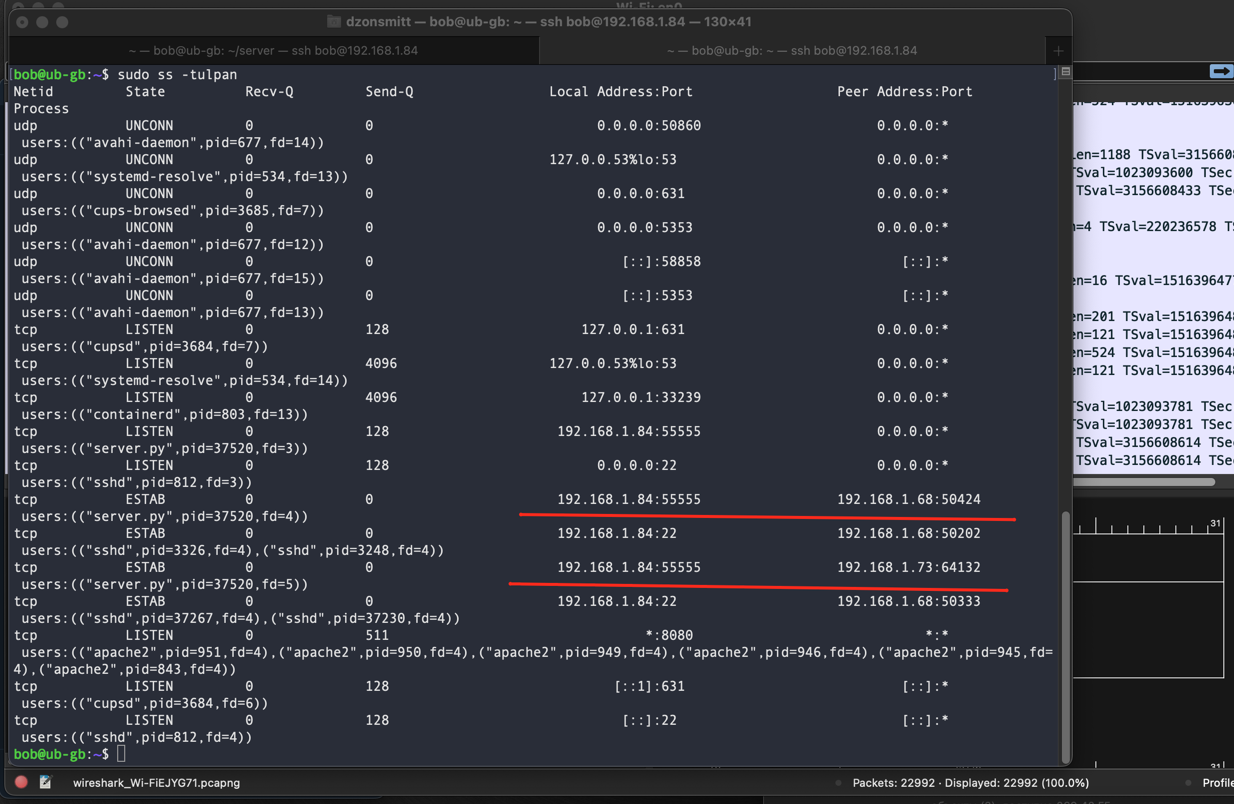 Wi-Fi: en0
dzonsmitt — bob@ub-gb: ~ — ssh bob@192.168.1.84 — 130×41
~ — bob@ub-gb: ~/server — ssh bob@192.168.1.84
~ — bob@ub-gb: ~ — ssh bob@192.168.1.84
[bob@ub-gb:~$ sudo ss -tulpan ]
Netid State Recv-Q Send-Q Local Address:Port Peer Address:Port
Process
udp UNCONN 0 0 0.0.0.0:50860 0.0.0.0:*
users:(("avahi-daemon",pid=677,fd=14))
udp UNCONN 0 0 127.0.0.53%lo:53 0.0.0.0:*
users:(("systemd-resolve",pid=534,fd=13))
udp UNCONN 0 0 0.0.0.0:631 0.0.0.0:*
users:(("cups-browsed",pid=3685,fd=7))
udp UNCONN 0 0 0.0.0.0:5353 0.0.0.0:*
users:(("avahi-daemon",pid=677,fd=12))
udp UNCONN 0 0 [::]:58858 [::]:*
users:(("avahi-daemon",pid=677,fd=15))
udp UNCONN 0 0 [::]:5353 [::]:*
users:(("avahi-daemon",pid=677,fd=13))
tcp LISTEN 0 128 127.0.0.1:631 0.0.0.0:*
users:(("cupsd",pid=3684,fd=7))
tcp LISTEN 0 4096 127.0.0.53%lo:53 0.0.0.0:*
users:(("systemd-resolve",pid=534,fd=14))
tcp LISTEN 0 4096 127.0.0.1:33239 0.0.0.0:*
users:(("containerd",pid=803,fd=13))
tcp LISTEN 0 128 192.168.1.84:55555 0.0.0.0:*
users:(("server.py",pid=37520,fd=3))
tcp LISTEN 0 128 0.0.0.0:22 0.0.0.0:*
users:(("sshd",pid=812,fd=3))
tcp ESTAB 0 0 192.168.1.84:55555 192.168.1.68:50424
users:(("server.py",pid=37520,fd=4))
tcp ESTAB 0 0 192.168.1.84:22 192.168.1.68:50202
users:(("sshd",pid=3326,fd=4),("sshd",pid=3248,fd=4))
tcp ESTAB 0 0 192.168.1.84:55555 192.168.1.73:64132
users:(("server.py",pid=37520,fd=5))
tcp ESTAB 0 0 192.168.1.84:22 192.168.1.68:50333
users:(("sshd",pid=37267,fd=4),("sshd",pid=37230,fd=4))
tcp LISTEN 0 511 *:8080 *:*
users:(("apache2",pid=951,fd=4),("apache2",pid=950,fd=4),("apache2",pid=949,fd=4),("apache2",pid=946,fd=4),("apache2",pid=945,fd=
4),("apache2",pid=843,fd=4))
tcp LISTEN 0 128 [::1]:631 [::]:*
users:(("cupsd",pid=3684,fd=6))
tcp LISTEN 0 128 [::]:22 [::]:*
users:(("sshd",pid=812,fd=4))
bob@ub-gb:~$
en=1188 TSval=315660
TSval=1023093600 TSec
TSval=3156608433 TSe
n=4 TSval=220236578 T
en=16 TSval=151639647
en=201 TSval=15163964
en=121 TSval=15163964
en=524 TSval=15163964
en=121 TSval=15163964
TSval=1023093781 TSec
TSval=1023093781 TSec
TSval=3156608614 TSe
TSval=3156608614 TSe
31
31
wireshark_Wi-FiEJYG71.pcapng
Packets: 22992 · Displayed: 22992 (100.0%)
Profile